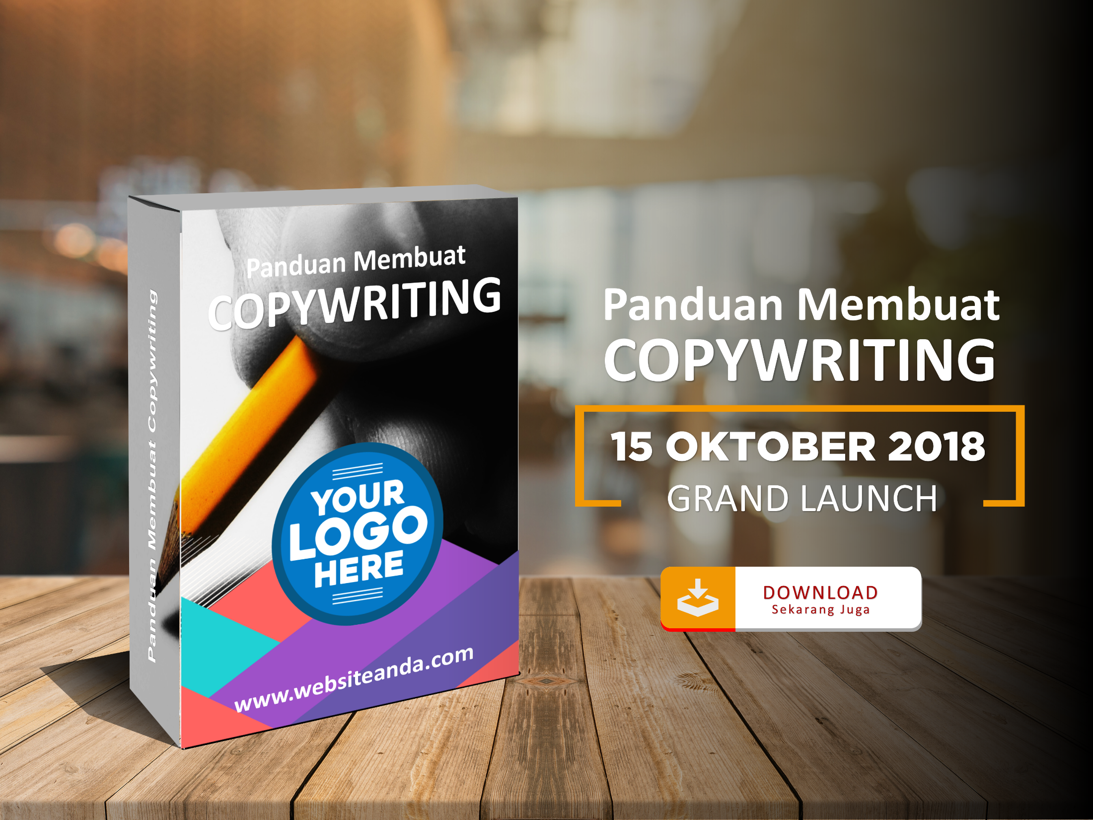 Panduan Membuat
COPYWRITING
Panduan Membuat Copywriting
YOUR
LOGO
HERE
www.websiteanda.com
Panduan Membuat
COPYWRITING
15 OKTOBER 2018
GRAND LAUNCH
DOWNLOAD
Sekarang Juga